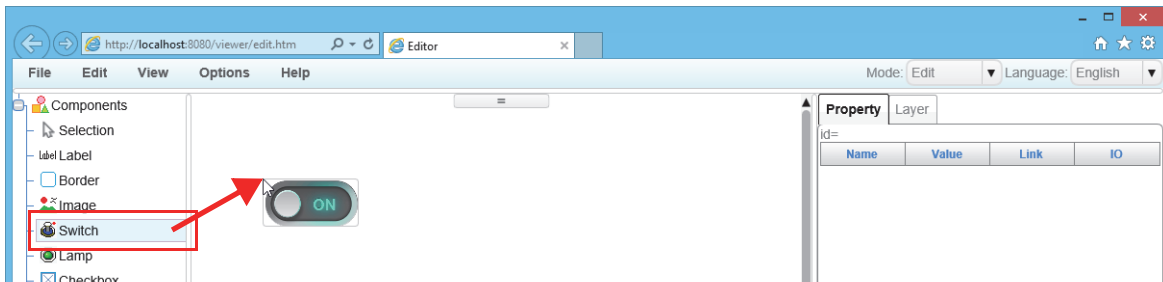 http://localhost:8080/viewer/edit.htm
Editor
File Edit View Options Help
Mode: Edit Language: English
Components
Selection
Label Label
Border
Image
Switch
Lamp
Checkbox
ON
=
Property Layer
id=
Name Value Link IO